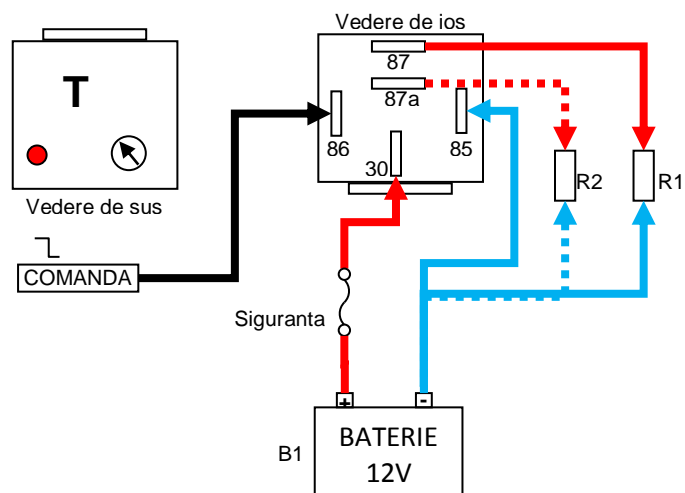 Vedere de ios
87
T
87a
86
85
30
R2
R1
Vedere de sus
COMANDA
Siguranta
+
-
B1
BATERIE
12V